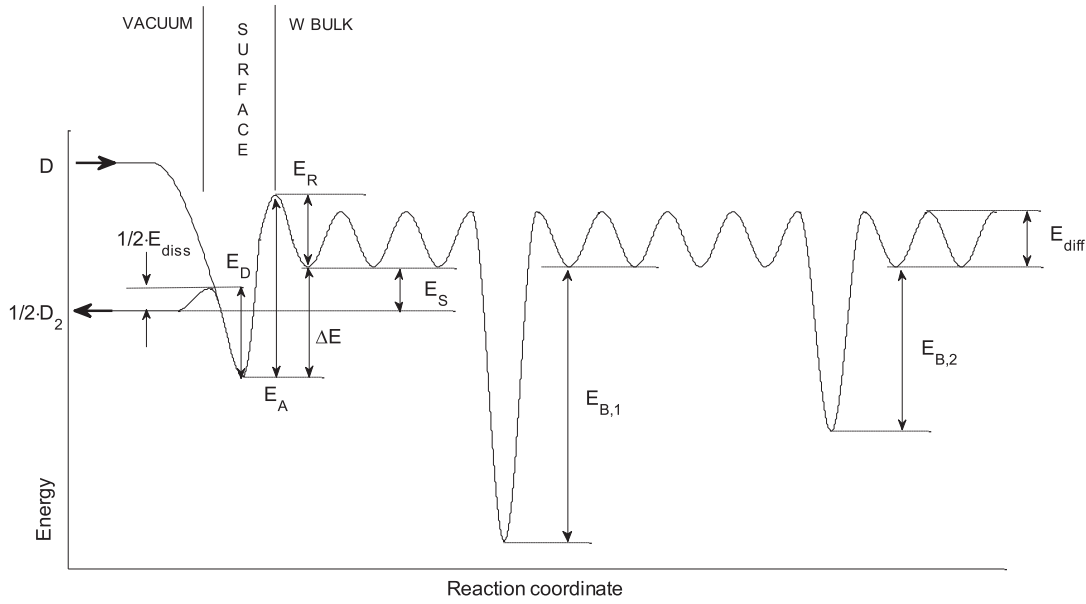 VACUUM
SURFACE
W BULK
D
E_R
1/2·E_diss
E_D
E_diff
E_S
1/2·D_2
ΔE
E_B,2
E_A
E_B,1
Energy
Reaction coordinate